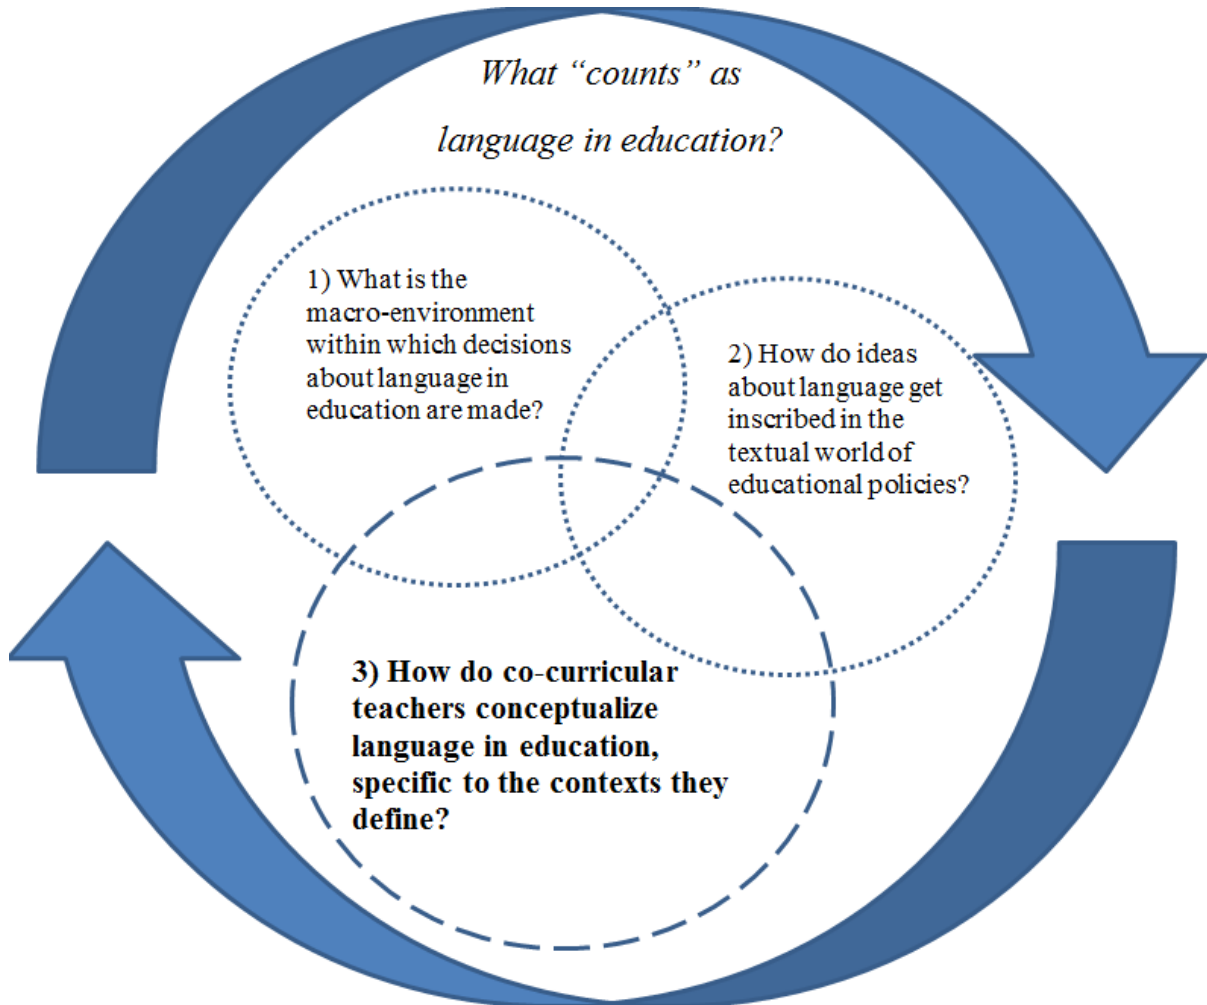 What “counts” as
language in education?
1) What is the
macro-environment
within which decisions
about language in
education are made?
2) How do ideas
about language get
inscribed in the
textual world of
educational policies?
3) How do co-curricular
teachers conceptualize
language in education,
specific to the contexts they
define?